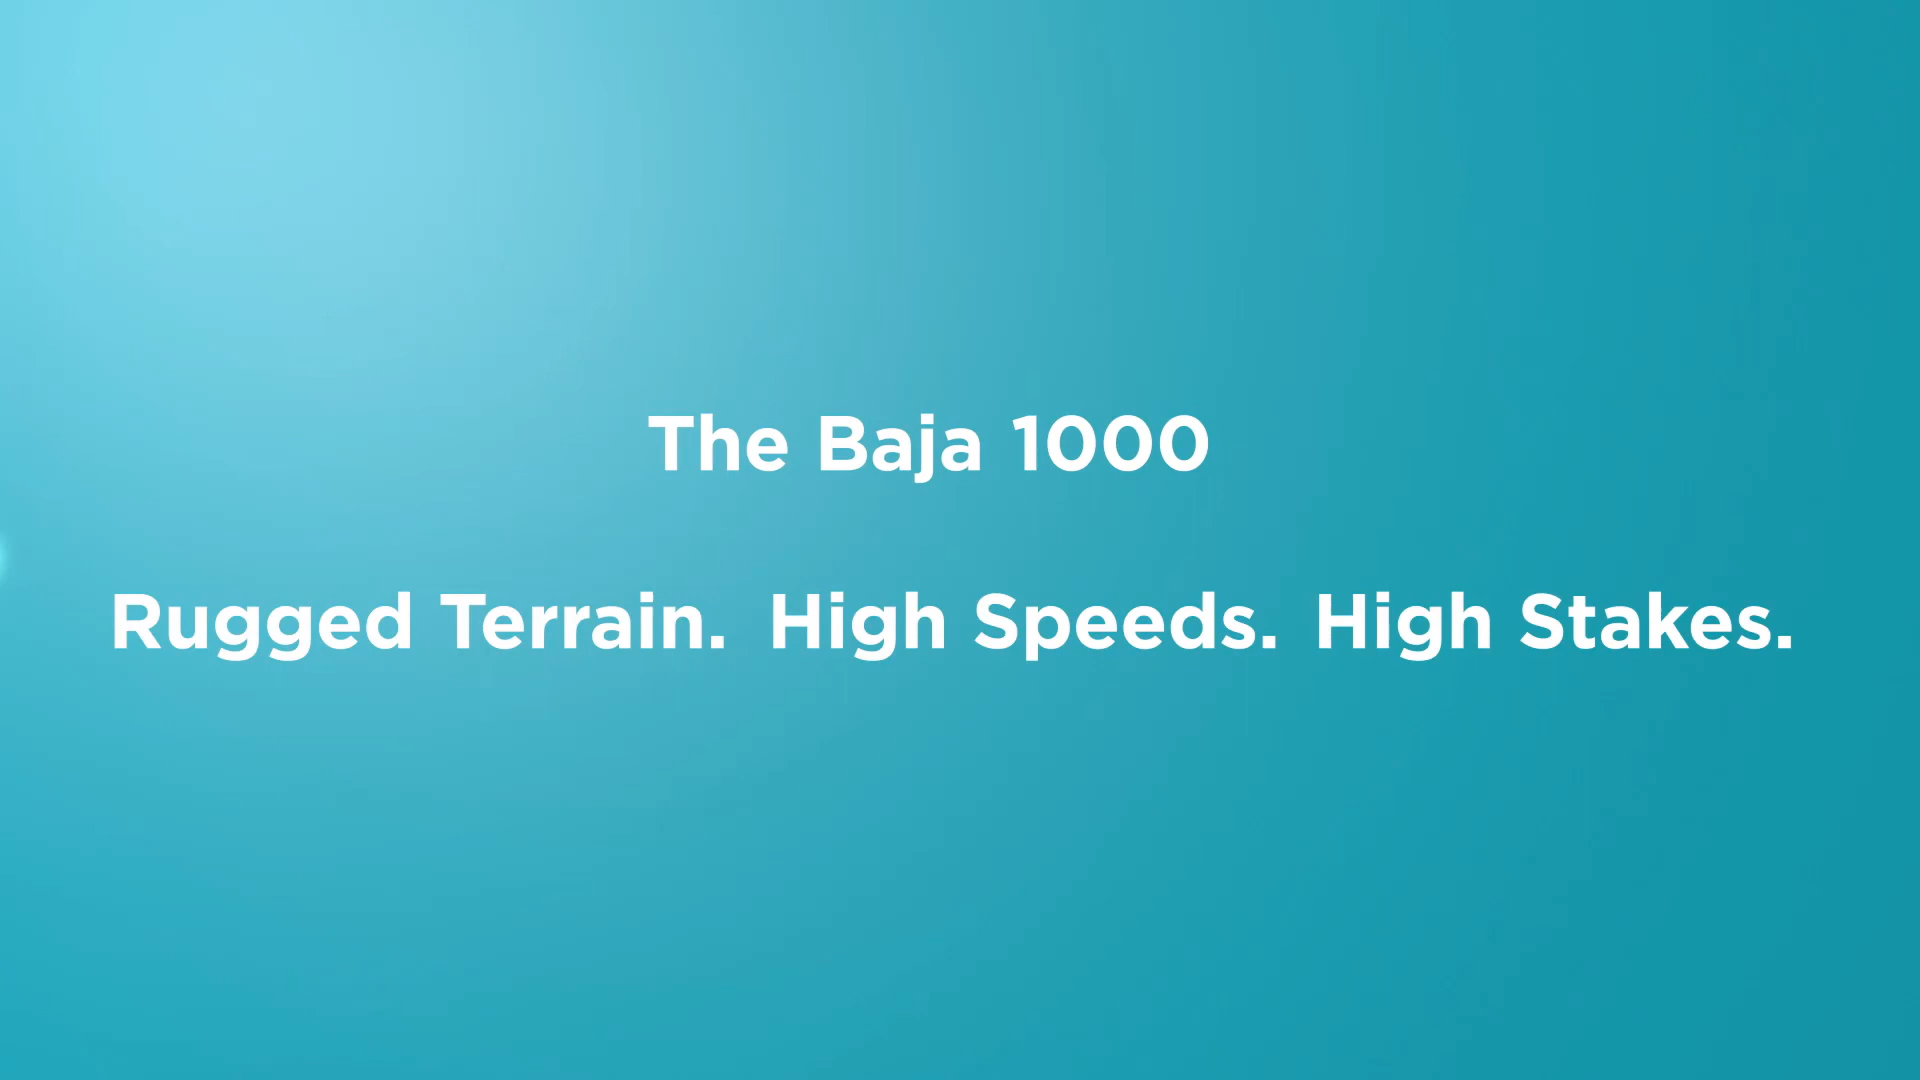 The Baja 1000
Rugged Terrain. High Speeds. High Stakes.